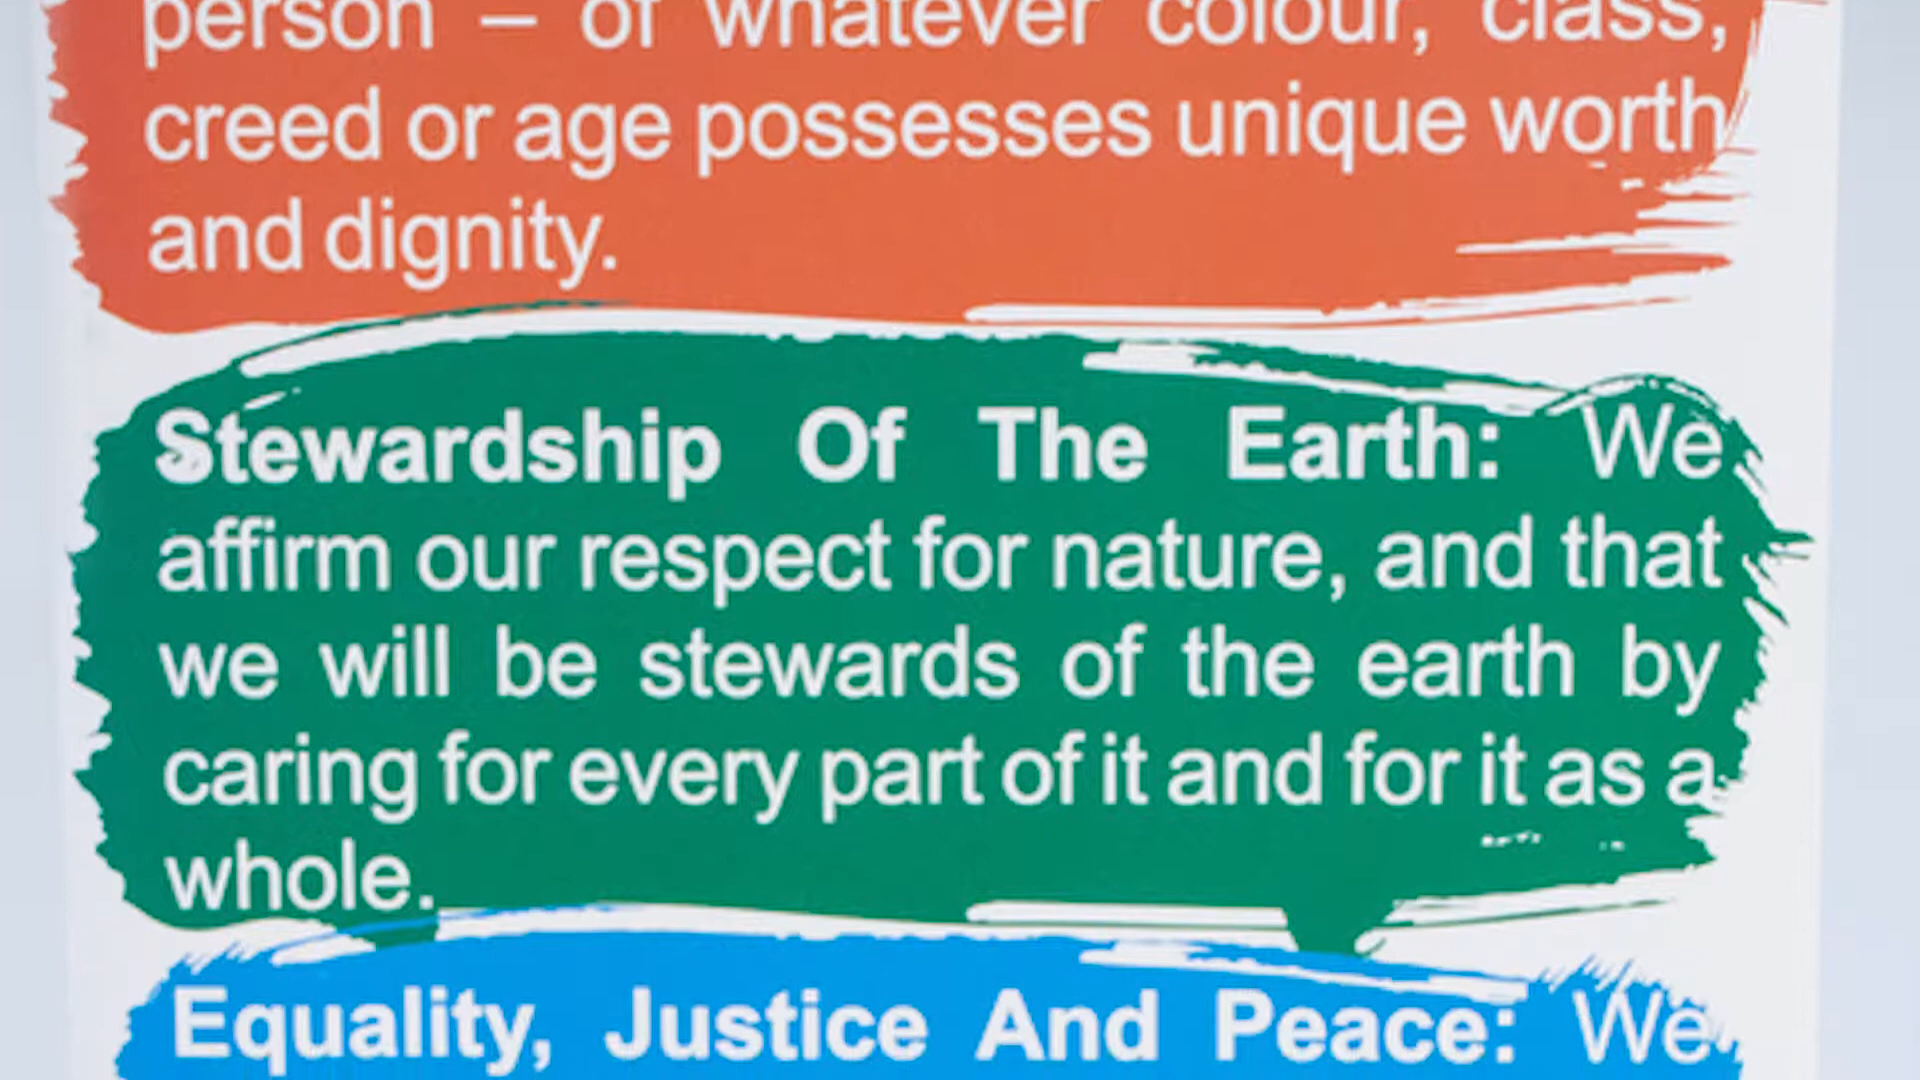 person – of whatever colour, class,
creed or age possesses unique worth
and dignity.
Stewardship Of The Earth: We
affirm our respect for nature, and that
we will be stewards of the earth by
caring for every part of it and for it as a
whole.
Equality, Justice And Peace: We